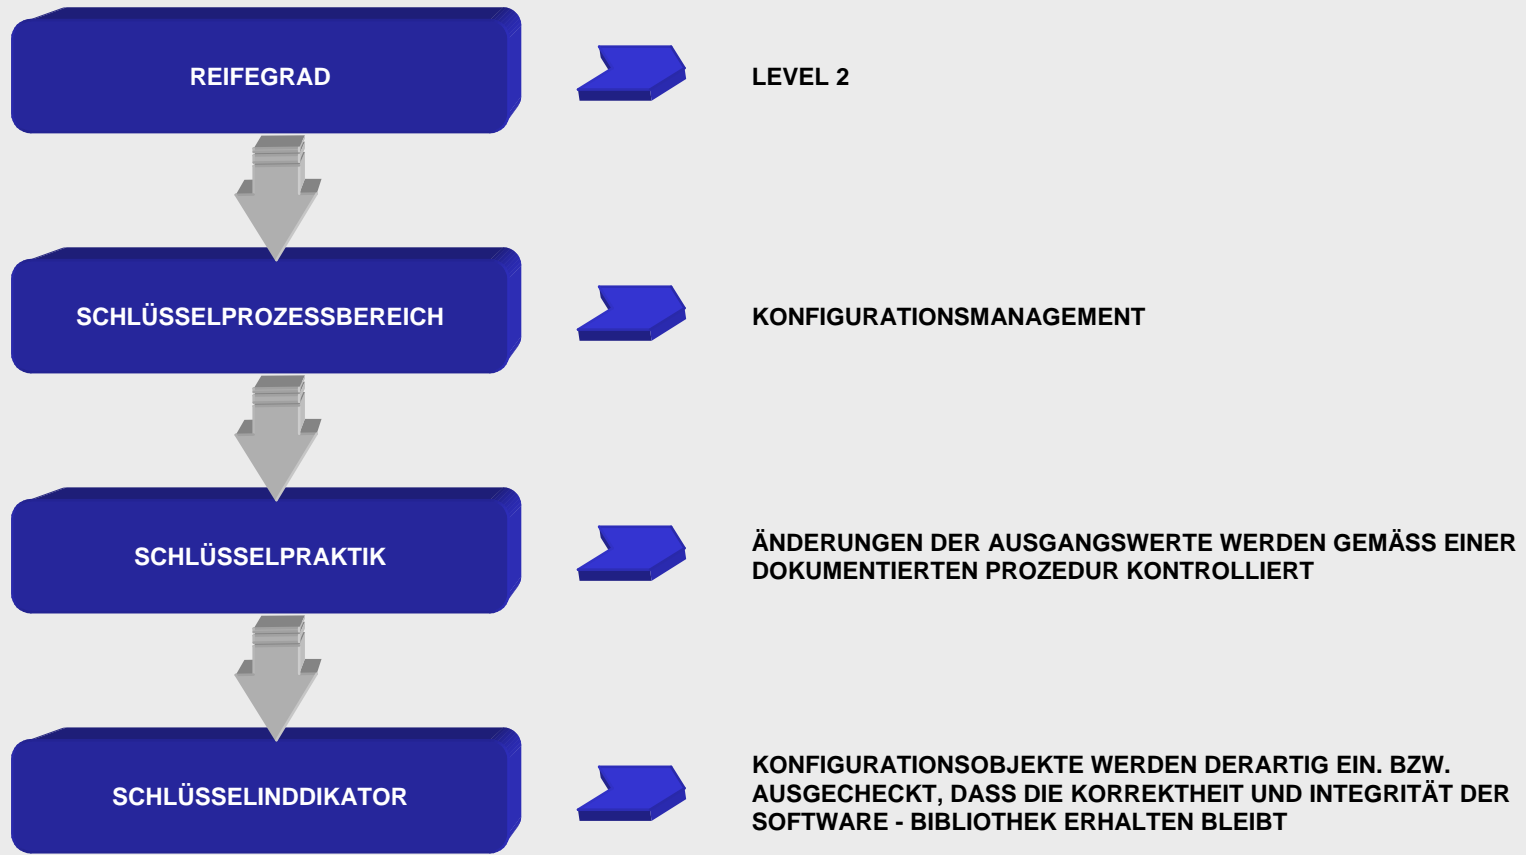 REIFEGRAD
LEVEL 2
SCHLÜSSELPROZESSBEREICH
KONFIGURATIONSMANAGEMENT
SCHLÜSSELPRAKTIK
ÄNDERUNGEN DER AUSGANGSWERTE WERDEN GEMÄSS EINER
DOKUMENTIERTEN PROZEDUR KONTROLLIERT
SCHLÜSSELINDDIKATOR
KONFIGURATIONSOBJEKTE WERDEN DERARTIG EIN. BZW.
AUSGECHECKT, DASS DIE KORREKTHEIT UND INTEGRITÄT DER
SOFTWARE - BIBLIOTHEK ERHALTEN BLEIBT